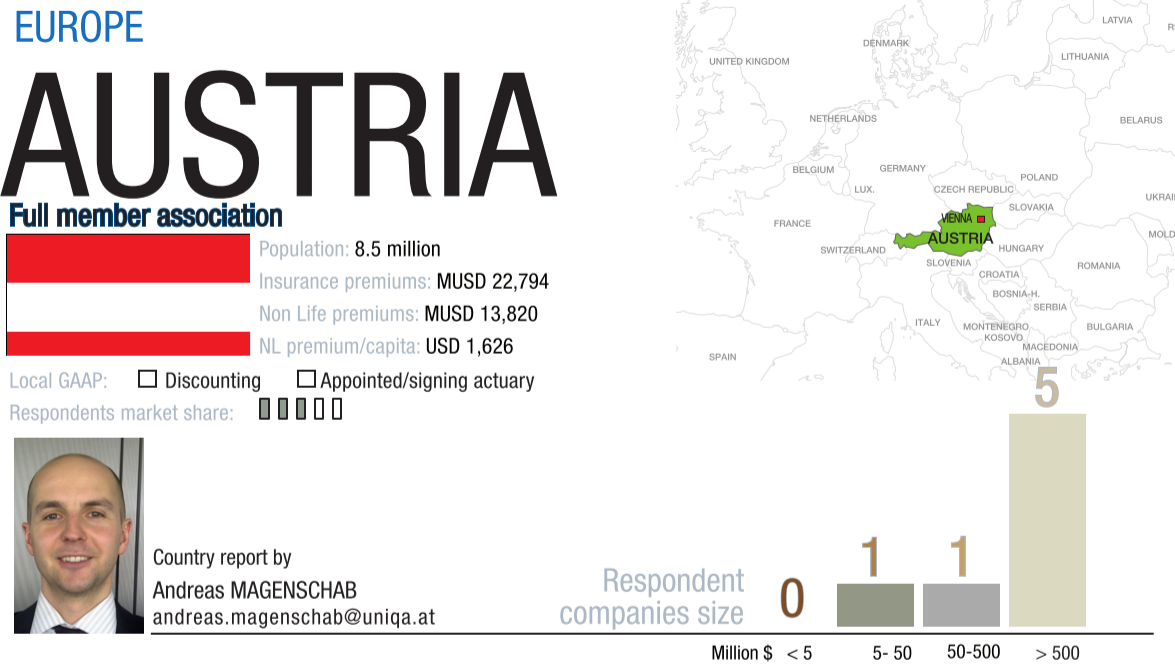 EUROPE
AUSTRIA
Full member association
Population: 8.5 million
Insurance premiums: MUSD 22,794
Non Life premiums: MUSD 13,820
NL premium/capita: USD 1,626
Local GAAP: Discounting Appointed/signing actuary
Respondents market share:
Country report by
Andreas MAGENSCHAB
andreas.magenschab@uniqa.at
LATVIA
DENMARK
LITHUANIA
UNITED KINGDOM
NETHERLANDS
BELARUS
BELGIUM
GERMANY
POLAND
LUX.
CZECH REPUBLIC
UKRAI
SLOVAKIA
FRANCE
VIENNA
AUSTRIA
MOLD
SWITZERLAND
HUNGARY
SLOVENIA
ROMANIA
CROATIA
BOSNIA-H.
SERBIA
ITALY
MONTENEGRO
BULGARIA
KOSOVO
MACEDONIA
SPAIN
ALBANIA
Respondent
companies size
0 1 1 5
Million $ < 5 5- 50 50-500 > 500